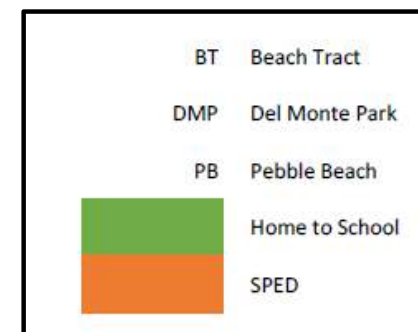 BT Beach Tract
DMP Del Monte Park
PB Pebble Beach
Home to School
SPED